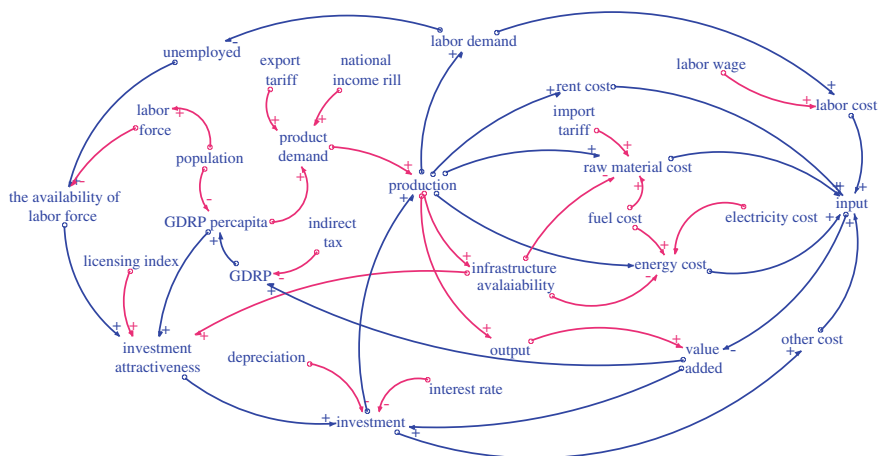 labor demand
unemployed
export
tariff
national
income rill
labor wage
rent cost
labor cost
import
tariff
labor
force
product
demand
population
raw material cost
production
the availability of
labor force
input
fuel cost
electricity cost
GDRP percapita
indirect
tax
licensing index
GDRP
infrastructure
avalaiability
energy cost
other cost
investment
attractiveness
depreciation
output
value
added
interest rate
investment